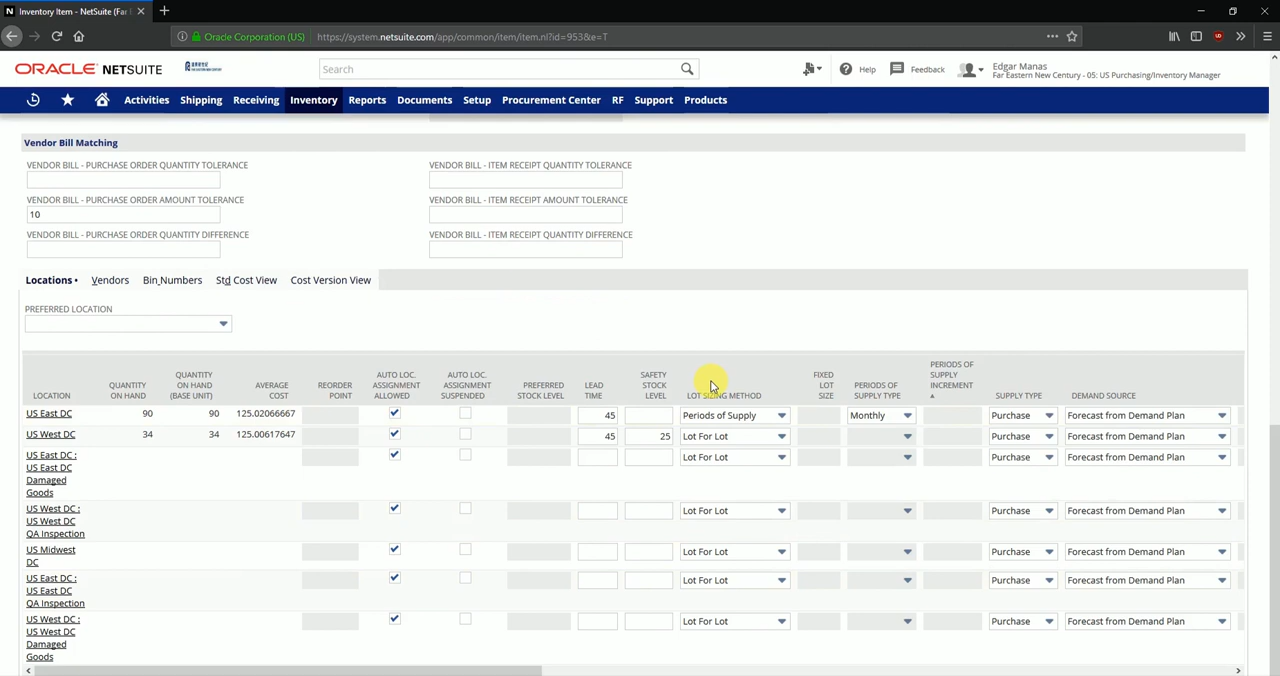 Inventory Item - NetSuite (Far
Oracle Corporation (US)
https://system.netsuite.com/app/common/item/item.nl?id=953&e=T
ORACLE NETSUITE
Search
Help
Feedback
Edgar Manas
Far Eastern New Century - 05: US Purchasing/Inventory Manager
Activities Shipping Receiving Inventory Reports Documents Setup Procurement Center RF Support Products
Vendor Bill Matching
VENDOR BILL - PURCHASE ORDER QUANTITY TOLERANCE
VENDOR BILL - ITEM RECEIPT QUANTITY TOLERANCE
VENDOR BILL - PURCHASE ORDER AMOUNT TOLERANCE
10
VENDOR BILL - ITEM RECEIPT AMOUNT TOLERANCE
VENDOR BILL - PURCHASE ORDER QUANTITY DIFFERENCE
VENDOR BILL - ITEM RECEIPT QUANTITY DIFFERENCE
Locations • Vendors Bin Numbers Std Cost View Cost Version View
PREFERRED LOCATION
LOCATION
QUANTITY
ON HAND
QUANTITY
ON HAND
(BASE UNIT)
AVERAGE
COST
REORDER
POINT
AUTO LOC.
ASSIGNMENT
ALLOWED
AUTO LOC.
ASSIGNMENT
SUSPENDED
PREFERRED
STOCK LEVEL
LEAD
TIME
SAFETY
STOCK
LEVEL
LOT SIZING METHOD
FIXED
LOT
SIZE
PERIODS OF
SUPPLY TYPE
PERIODS OF
SUPPLY
INCREMENT
SUPPLY TYPE
DEMAND SOURCE
US East DC 90 90 125.02066667 45 Periods of Supply Monthly Purchase Forecast from Demand Plan
US West DC 34 34 125.00617647 45 25 Lot For Lot Purchase Forecast from Demand Plan
US East DC : Lot For Lot Purchase Forecast from Demand Plan
US East DC
Damaged
Goods
US West DC : Lot For Lot Purchase Forecast from Demand Plan
US West DC
QA Inspection
US Midwest Lot For Lot Purchase Forecast from Demand Plan
DC
US East DC : Lot For Lot Purchase Forecast from Demand Plan
US East DC
QA Inspection
US West DC : Lot For Lot Purchase Forecast from Demand Plan
US West DC
Damaged
Goods